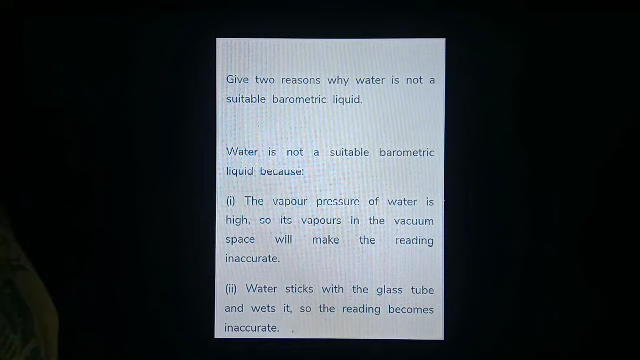 Give two reasons why water is not a
suitable barometric liquid.
Water is not a suitable barometric
liquid because:
(i) The vapour pressure of water is
high, so its vapours in the vacuum
space will make the reading
inaccurate.
(ii) Water sticks with the glass tube
and wets it, so the reading becomes
inaccurate.